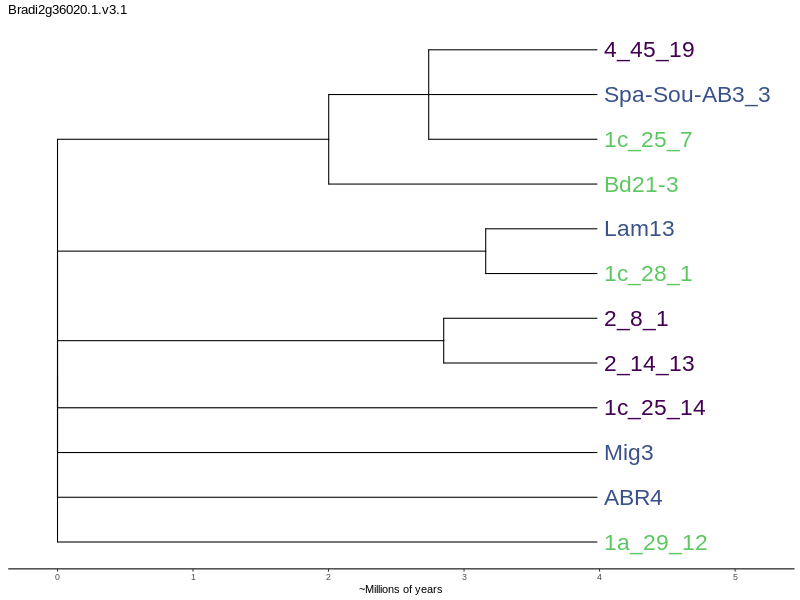 Bradi2g36020.1.v3.1
4_45_19
Spa-Sou-AB3_3
1c_25_7
Bd21-3
Lam13
1c_28_1
2_8_1
2_14_13
1c_25_14
Mig3
ABR4
1a_29_12
0 1 2 3 4 5
~Millions of years